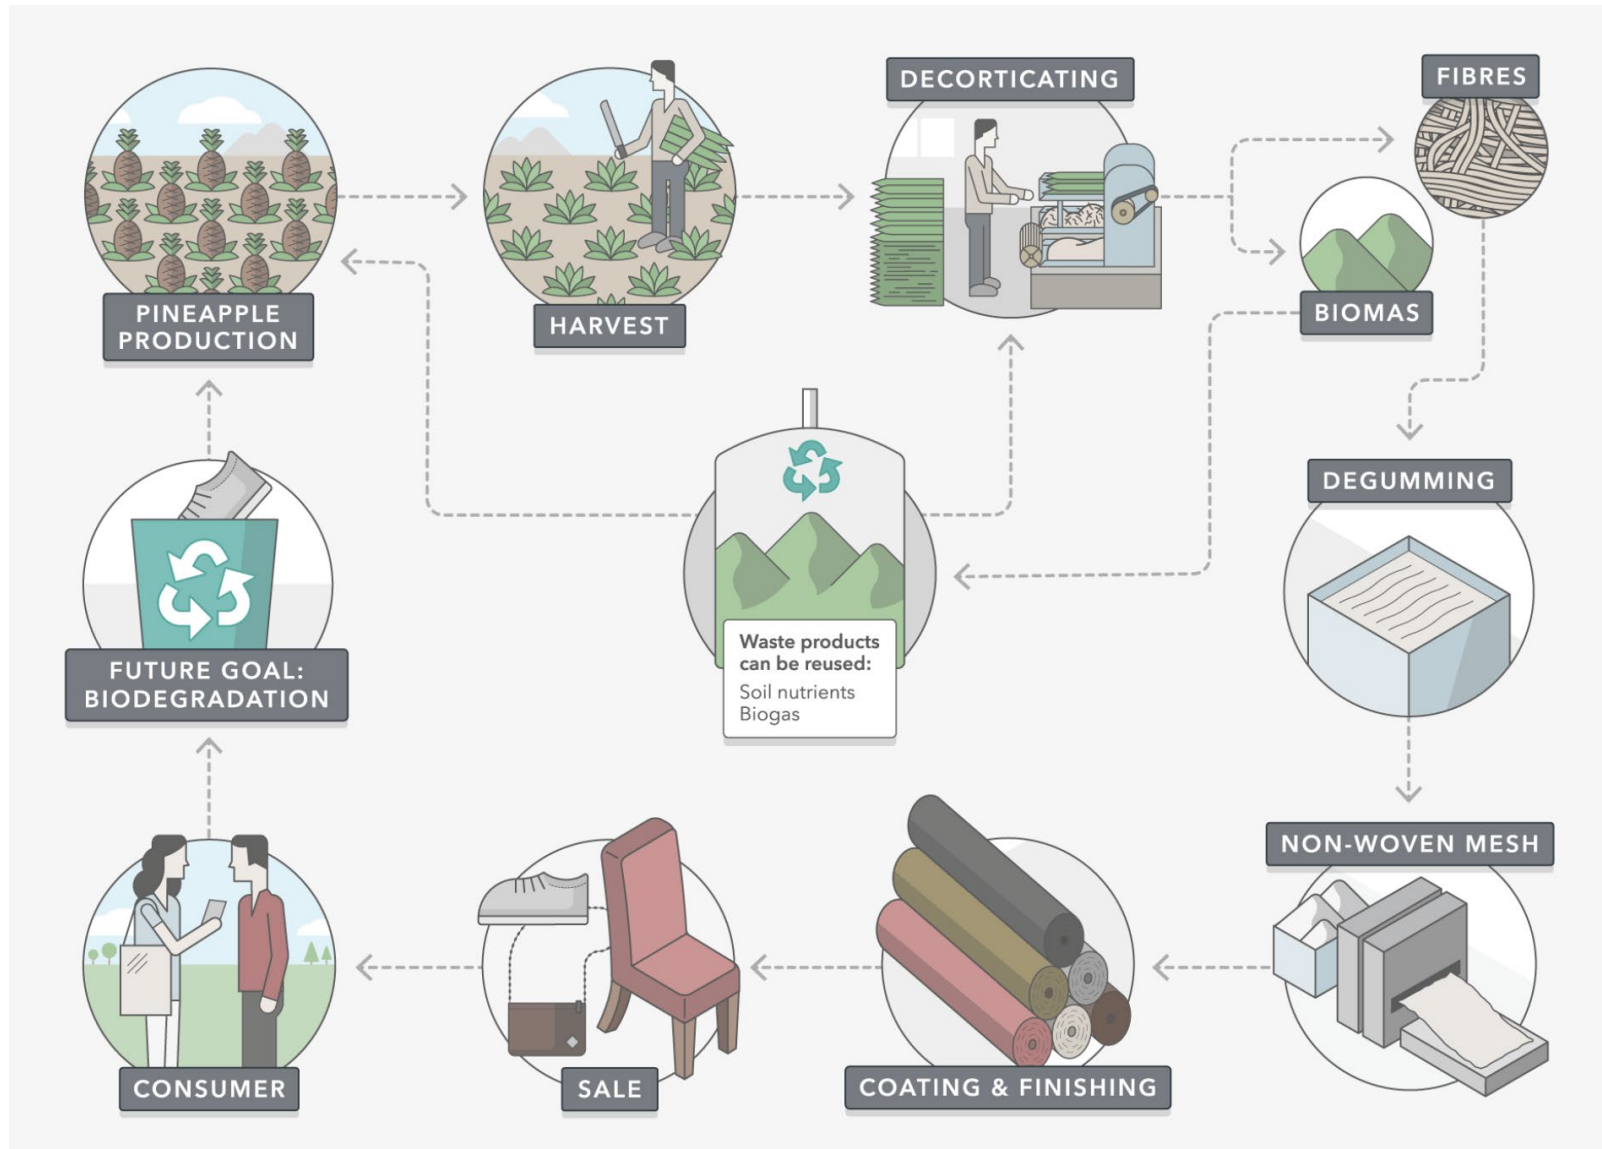 DECORTICATING
FIBRES
PINEAPPLE
PRODUCTION
HARVEST
BIOMAS
DEGUMMING
Waste products
can be reused:
Soil nutrients
Biogas
FUTURE GOAL:
BIODEGRADATION
NON-WOVEN MESH
CONSUMER
SALE
COATING & FINISHING